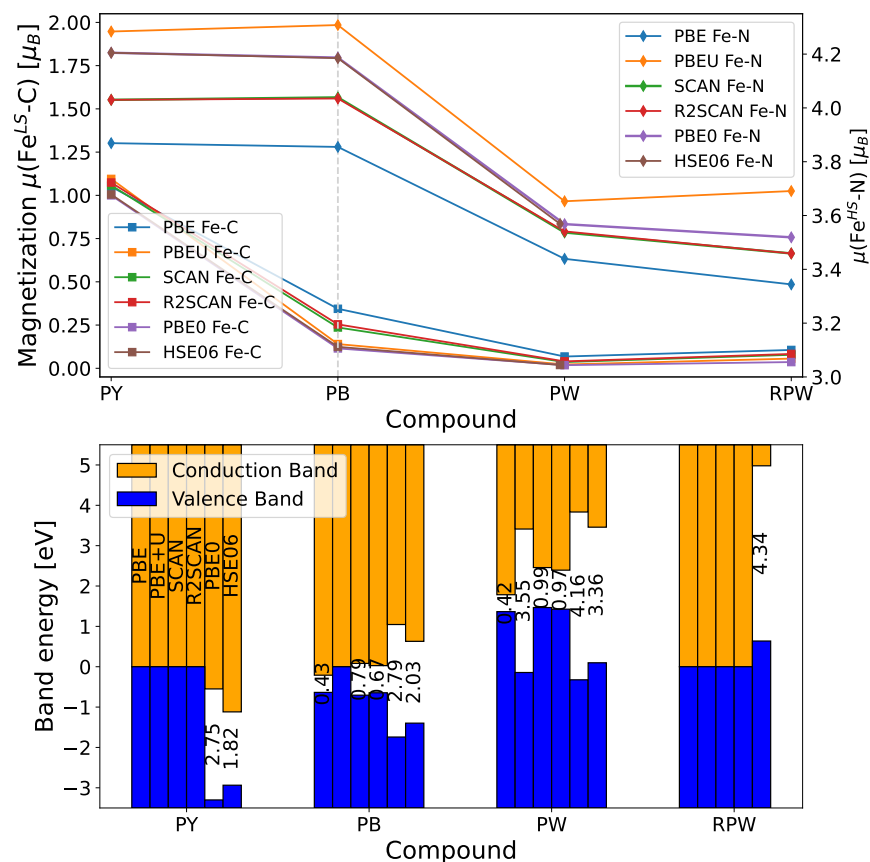 Magnetization μ(Fe^LS-C) [μ_B]
2.00
1.75
1.50
1.25
1.00
0.75
0.50
0.25
0.00
PBE Fe-N
PBEU Fe-N
SCAN Fe-N
R2SCAN Fe-N
PBE0 Fe-N
HSE06 Fe-N
PBE Fe-C
PBEU Fe-C
SCAN Fe-C
R2SCAN Fe-C
PBE0 Fe-C
HSE06 Fe-C
4.2
4.0
3.8
3.6
3.4
3.2
3.0
μ(Fe^HS-N) [μ_B]
PY PB PW RPW
Compound
Band energy [eV]
5
4
3
2
1
0
−1
−2
−3
Conduction Band
Valence Band
PBE
PBE+U
SCAN
R2SCAN
PBE0
HSE06
2.75
1.82
0.43
0.79
0.67
2.79
2.03
0.42
3.55
0.99
0.97
4.16
3.36
4.34
PY PB PW RPW
Compound